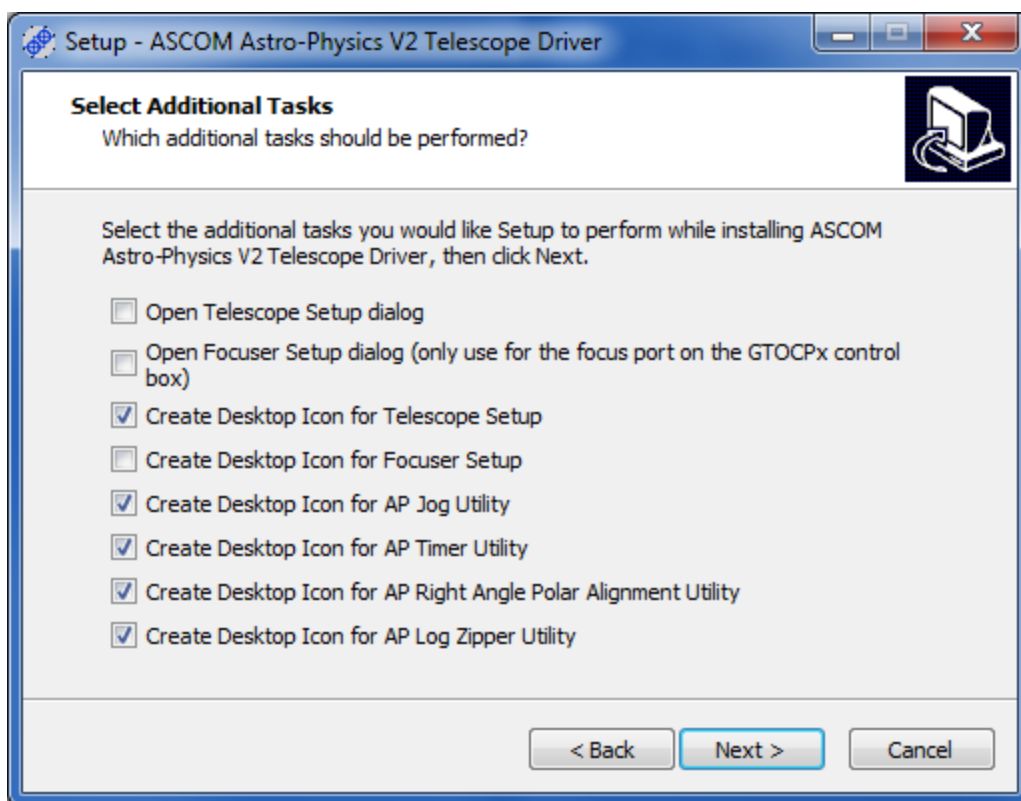 Setup - ASCOM Astro-Physics V2 Telescope Driver
Select Additional Tasks
Which additional tasks should be performed?
Select the additional tasks you would like Setup to perform while installing ASCOM
Astro-Physics V2 Telescope Driver, then click Next.
Open Telescope Setup dialog
Open Focuser Setup dialog (only use for the focus port on the GTOCPx control
box)
Create Desktop Icon for Telescope Setup
Create Desktop Icon for Focuser Setup
Create Desktop Icon for AP Jog Utility
Create Desktop Icon for AP Timer Utility
Create Desktop Icon for AP Right Angle Polar Alignment Utility
Create Desktop Icon for AP Log Zipper Utility
< Back Next > Cancel